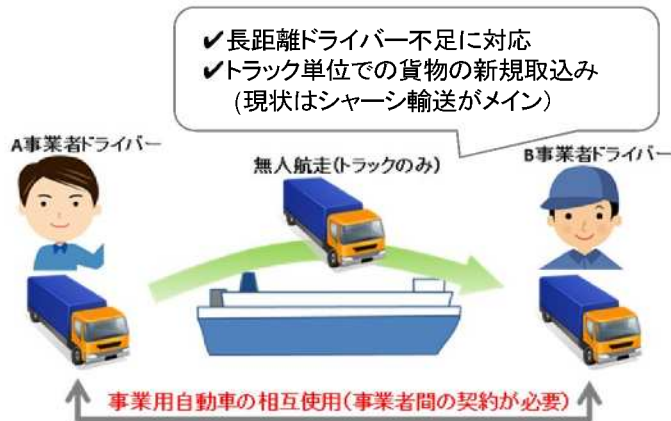 ✔長距離ドライバー不足に対応
✔トラック単位での貨物の新規取込み
(現状はシャーシ輸送がメイン)
A事業者ドライバー
無人航走(トラックのみ)
B事業者ドライバー
事業用自動車の相互使用(事業者間の契約が必要)